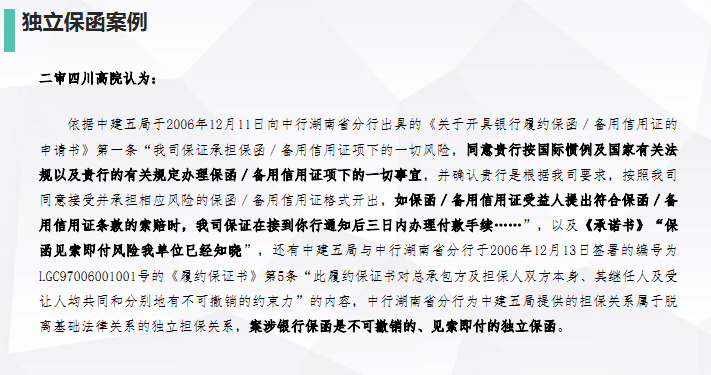 独立保函案例
二审四川高院认为：
依据中建五局于2006年12月11日向中行湖南省分行出具的《关于开具银行履约保函／备用信用证的
申请书》第一条“我司保证承担保函／备用信用证项下的一切风险，同意贵行按国际惯例及国家有关法
规以及贵行的有关规定办理保函／备用信用证项下的一切事宜，并确认贵行是根据我司要求，按照我司
同意接受并承担相应风险的保函／备用信用证格式开出，如保函／备用信用证受益人提出符合保函／备
用信用证条款的索赔时，我司保证在接到你行通知后三日内办理付款手续……”，以及《承诺书》“保
函见索即付风险我单位已经知晓”，还有中建五局与中行湖南省分行于2006年12月13日签署的编号为
LGC97006001001号的《履约保证书》第5条“此履约保证书对总承包方及担保人双方本身、其继任人及受
让人均共同和分别地有不可撤销的约束力”的内容，中行湖南省分行为中建五局提供的担保关系属于脱
离基础法律关系的独立担保关系，案涉银行保函是不可撤销的、见索即付的独立保函。